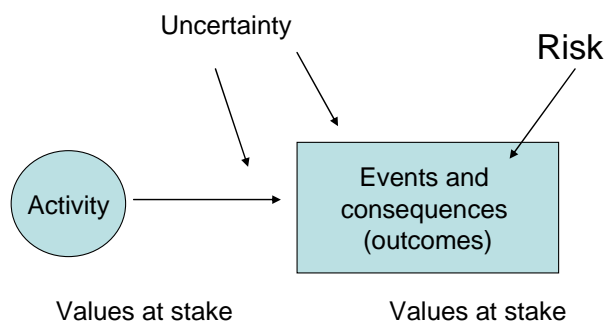 Uncertainty
Risk
Activity
Events and
consequences
(outcomes)
Values at stake
Values at stake